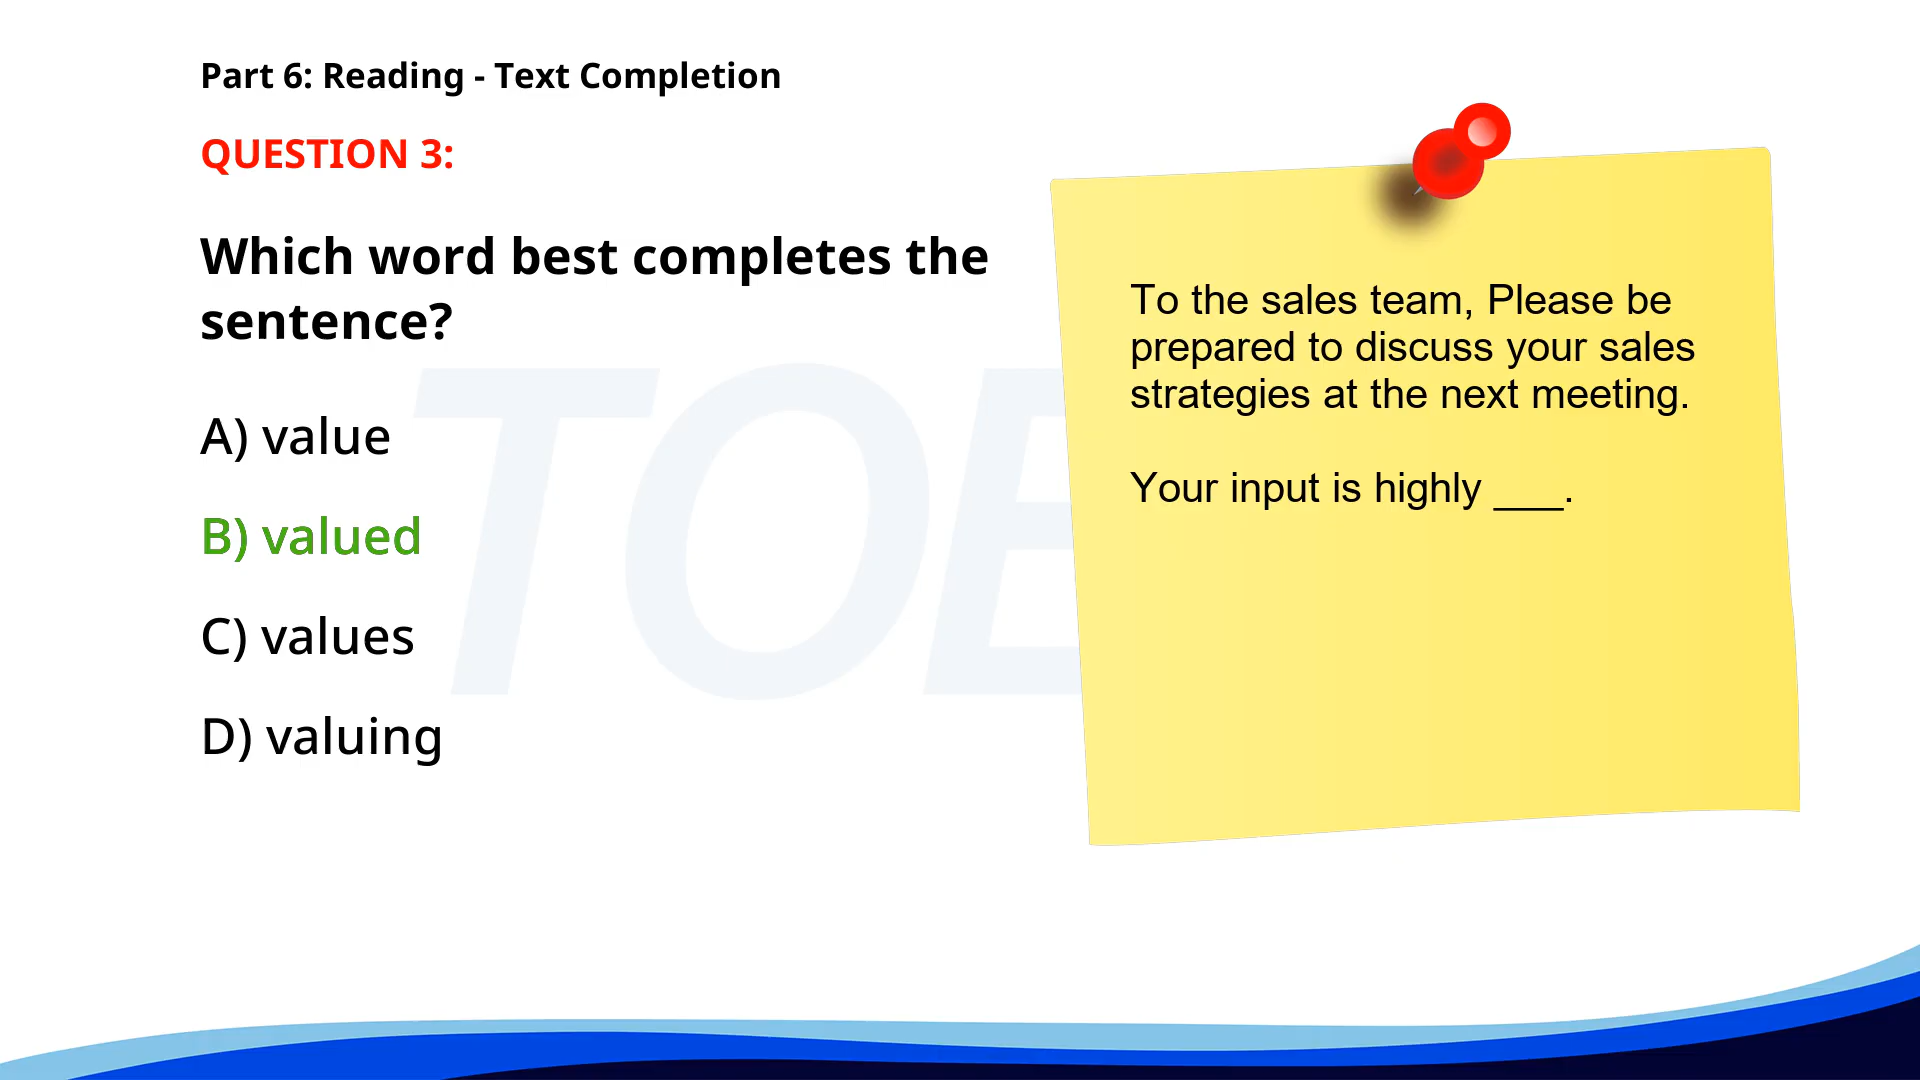 Part 6: Reading - Text Completion
QUESTION 3:
Which word best completes the
sentence?
A) value
B) valued
C) values
D) valuing
To the sales team, Please be
prepared to discuss your sales
strategies at the next meeting.
Your input is highly ___.
TOE